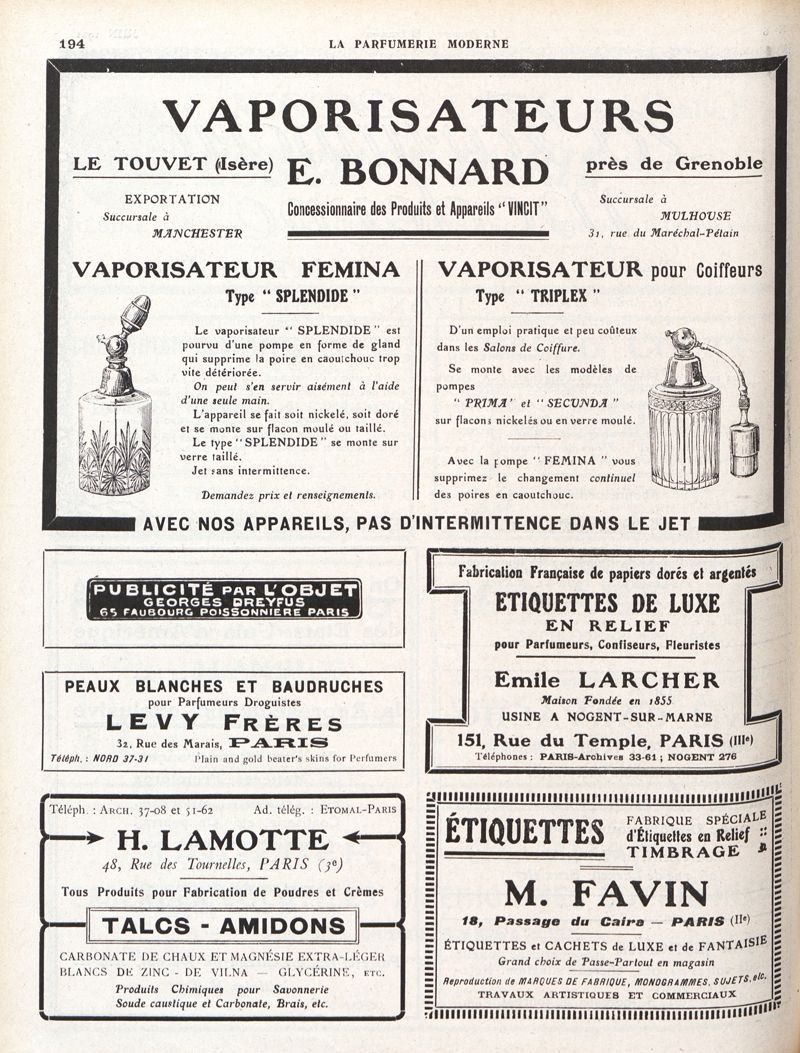 194
LA PARFUMERIE MODERNE
VAPORISATEURS
LE TOUVET (Isère)
E. BONNARD
près de Grenoble
EXPORTATION
Succursale à
MANCHESTER
Concessionnaire des Produits et Appareils “VINCIT”
Succursale à
MULHOUSE
31, rue du Maréchal-Pétain
VAPORISATEUR FEMINA
Type “ SPLENDIDE ”
Le vaporisateur “ SPLENDIDE ” est
pourvu d'une pompe en forme de gland
qui supprime la poire en caoutchouc trop
vite détériorée.
On peut s'en servir aisément à l'aide
d'une seule main.
L'appareil se fait soit nickelé, soit doré
et se monte sur flacon moulé ou taillé.
Le type “SPLENDIDE” se monte sur
verre taillé.
Jet sans intermittence.
Demandez prix et renseignements.
VAPORISATEUR pour Coiffeurs
Type “ TRIPLEX ”
D'un emploi pratique et peu coûteux
dans les Salons de Coiffure.
Se monte avec les modèles de
pompes
“ PRIMA' et “ SECUNDA ”
sur flacons nickelés ou en verre moulé.
Avec la pompe “ FEMINA ” vous
supprimez le changement continuel
des poires en caoutchouc.
AVEC NOS APPAREILS, PAS D'INTERMITTENCE DANS LE JET
PUBLICITÉ PAR L'OBJET
GEORGES DREYFUS
65 FAUBOURG POISSONNIERE PARIS
PEAUX BLANCHES ET BAUDRUCHES
pour Parfumeurs Droguistes
LEVY FRÈRES
32, Rue des Marais, PARIS
Téléph. : NORD 37-31
Plain and gold beater's skins for Perfumers
Fabrication Française de papiers dorés et argentés
ETIQUETTES DE LUXE
EN RELIEF
pour Parfumeurs, Confiseurs, Fleuristes
Emile LARCHER
Maison Fondée en 1855
USINE A NOGENT-SUR-MARNE
151, Rue du Temple, PARIS (IIIe)
Téléphones : PARIS-Archives 33-61 ; NOGENT 276
Téléph. : ARCH. 37-08 et 51-62
Ad. télég. : ETOMAL-PARIS
H. LAMOTTE
48, Rue des Tournelles, PARIS (3e)
Tous Produits pour Fabrication de Poudres et Crèmes
TALCS - AMIDONS
CARBONATE DE CHAUX ET MAGNÉSIE EXTRA-LÉGER
BLANCS DE ZINC - DE VILNA — GLYCÉRINE, ETC.
Produits Chimiques pour Savonnerie
Soude caustique et Carbonate, Brais, etc.
ÉTIQUETTES
FABRIQUE SPÉCIALE
d'Étiquettes en Relief ::
TIMBRAGE
M. FAVIN
18, Passage du Caire — PARIS (IIe)
ÉTIQUETTES et CACHETS de LUXE et de FANTAISIE
Grand choix de Passe-Partout en magasin
Reproduction de MARQUES DE FABRIQUE, MONOGRAMMES, SUJETS, etc.
TRAVAUX ARTISTIQUES ET COMMERCIAUX